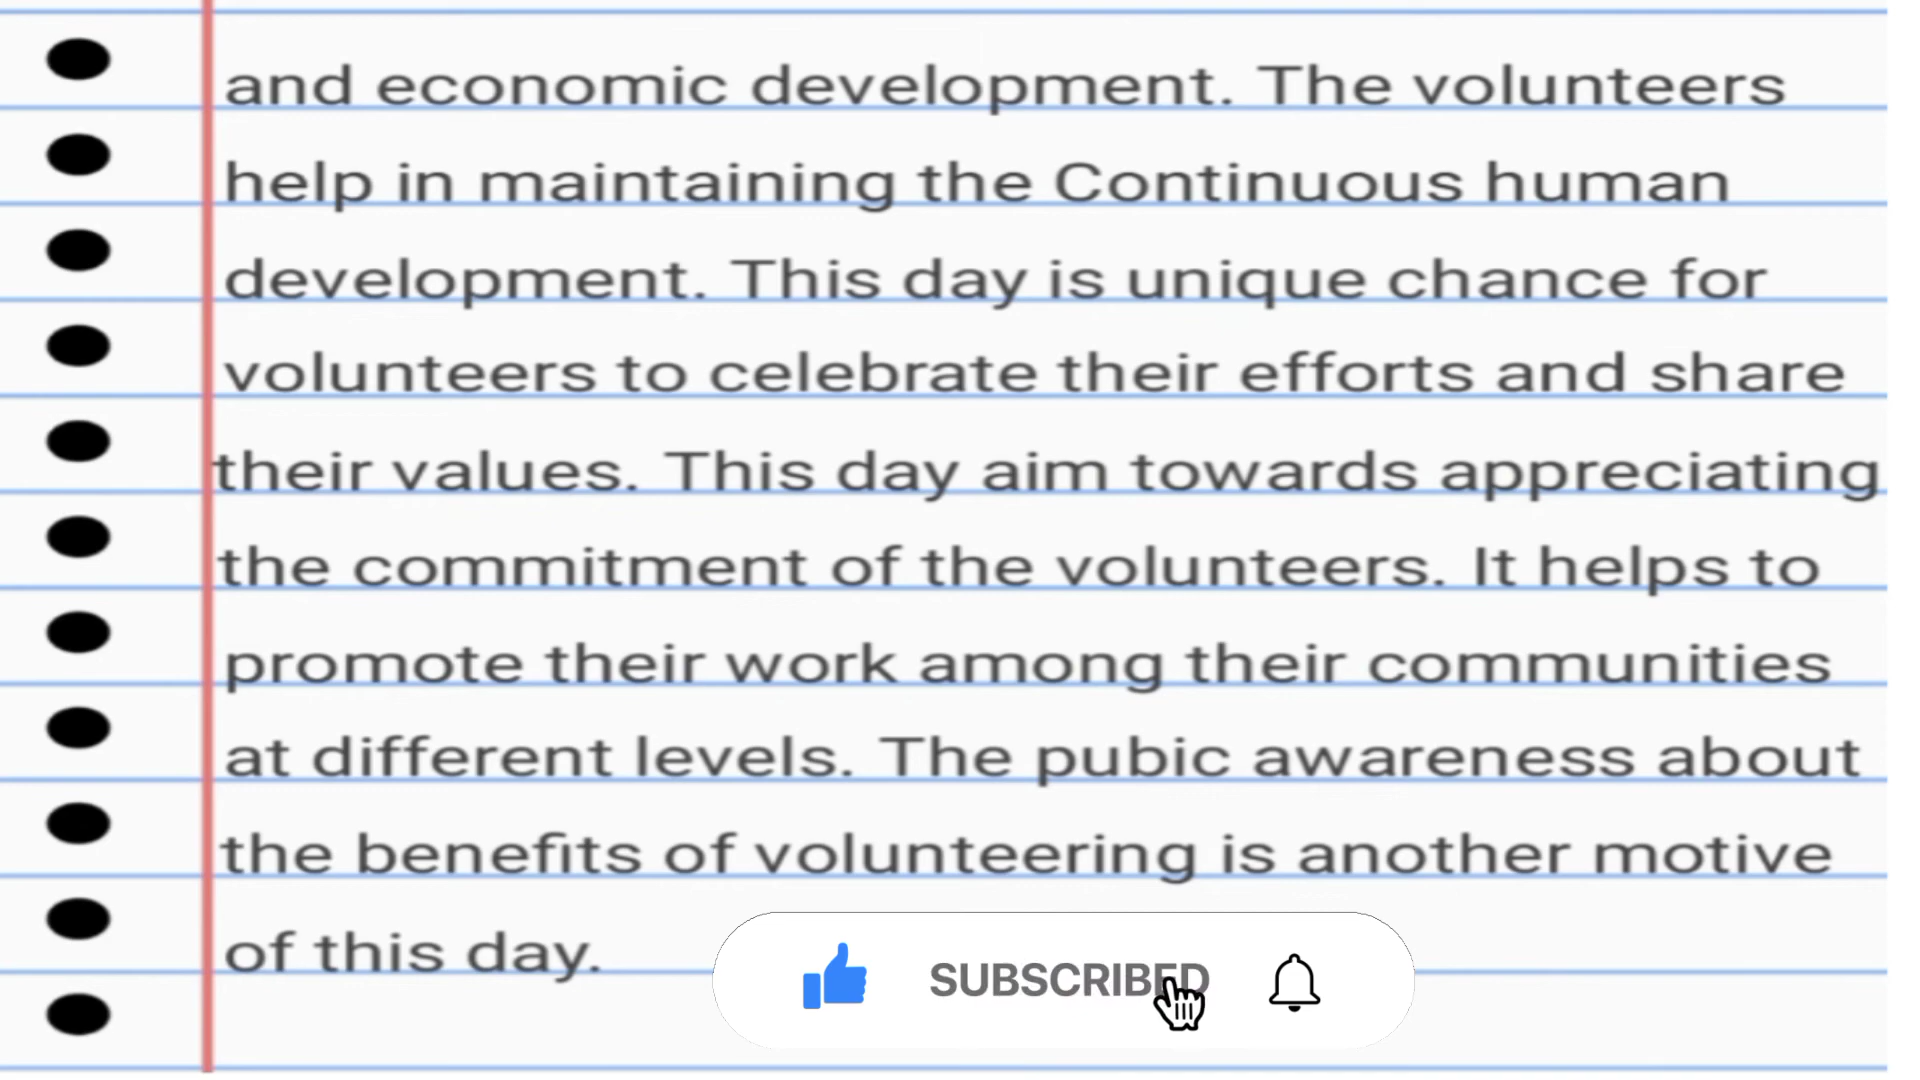 and economic development. The volunteers
help in maintaining the Continuous human
development. This day is unique chance for
volunteers to celebrate their efforts and share
their values. This day aim towards appreciating
the commitment of the volunteers. It helps to
promote their work among their communities
at different levels. The pubic awareness about
the benefits of volunteering is another motive
of this day.
SUBSCRIBED